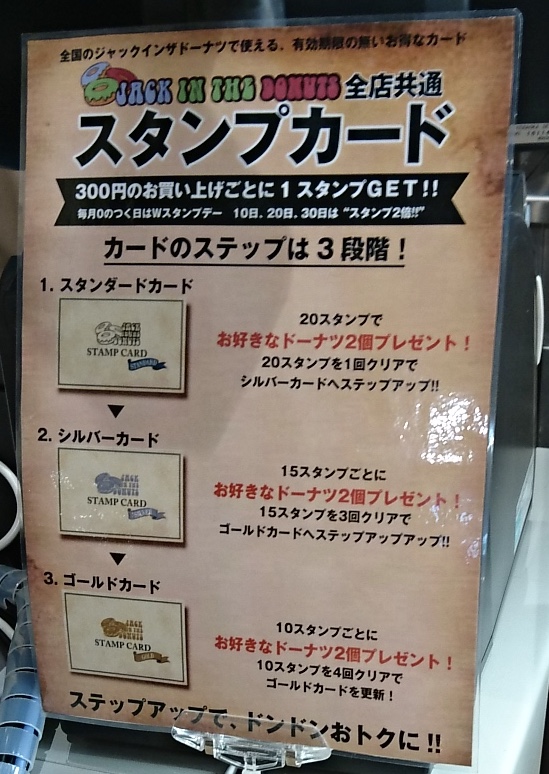 全国のジャックインザドーナツで使える、有効期限の無いお得なカード
JACK IN THE DONUTS 全店共通
スタンプカード
300円のお買い上げごとに1スタンプGET!!
毎月0のつく日はWスタンプデー 10日、20日、30日は“スタンプ2倍!!”
カードのステップは3段階！
1. スタンダードカード
JACK IN THE DONUTS
STAMP CARD
STANDARD
20スタンプで
お好きなドーナツ2個プレゼント！
20スタンプを1回クリアで
シルバーカードへステップアップ!!
2. シルバーカード
JACK IN THE DONUTS
STAMP CARD
SILVER
15スタンプごとに
お好きなドーナツ2個プレゼント！
15スタンプを3回クリアで
ゴールドカードへステップアップアップ!!
3. ゴールドカード
JACK IN THE DONUTS
STAMP CARD
GOLD
10スタンプごとに
お好きなドーナツ2個プレゼント！
10スタンプを4回クリアで
ゴールドカードを更新！
ステップアップで、ドンドンおトクに!!